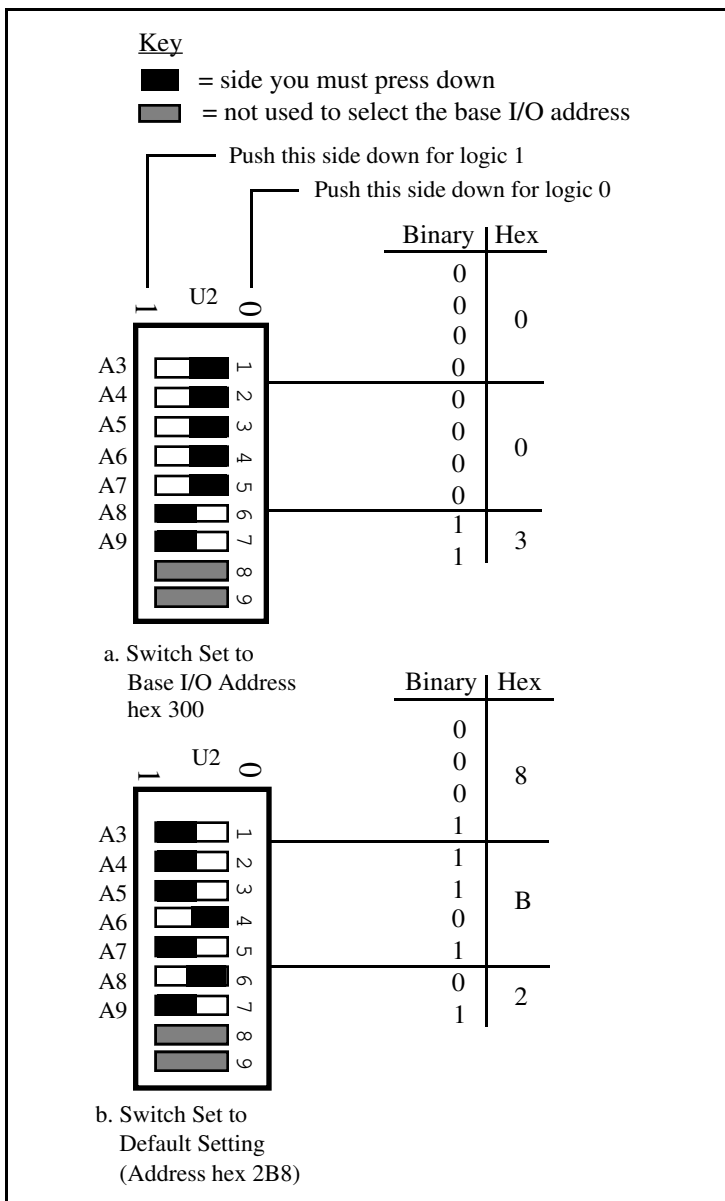 Key
= side you must press down
= not used to select the base I/O address
Push this side down for logic 1
Push this side down for logic 0
Binary Hex
U2
1 0
0
0
0
0
0
A3 1
A4 2
A5 3
A6 4
A7 5
A8 6
A9 7
8
9
0
0
0
0
0
1
1
3
a. Switch Set to
Base I/O Address
hex 300
Binary Hex
U2
1 0
0
0
0
1
8
A3 1
A4 2
A5 3
A6 4
A7 5
A8 6
A9 7
8
9
1
1
0
1
B
0
1
2
b. Switch Set to
Default Setting
(Address hex 2B8)